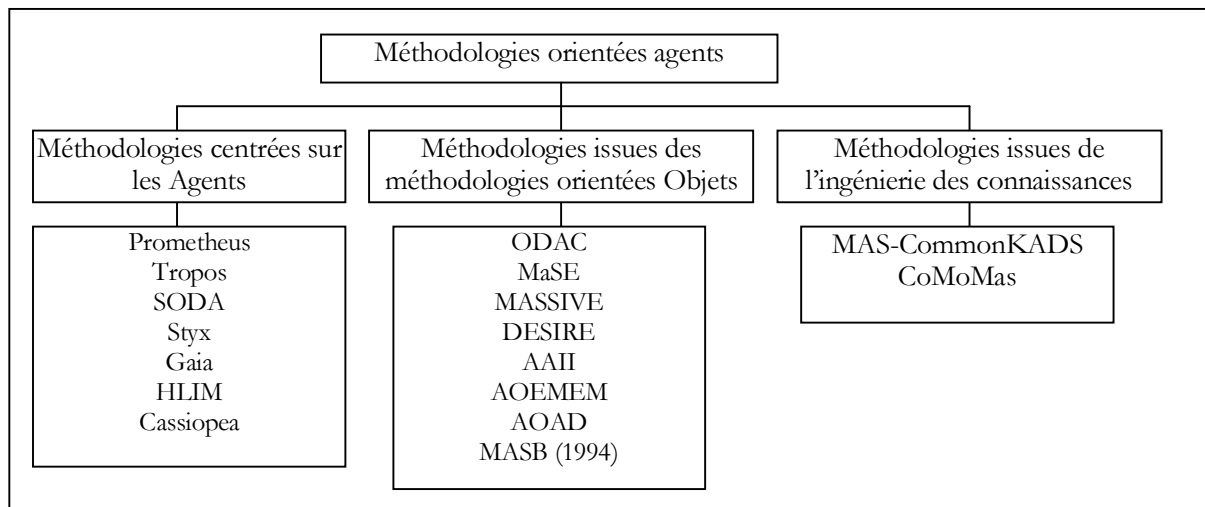 Méthodologies orientées agents
Méthodologies centrées sur
les Agents
Prometheus
Tropos
SODA
Styx
Gaia
HLIM
Cassiopea
Méthodologies issues des
méthodologies orientées Objets
ODAC
MaSE
MASSIVE
DESIRE
AAII
AOEMEM
AOAD
MASB (1994)
Méthodologies issues de
l'ingénierie des connaissances
MAS-CommonKADS
CoMoMas